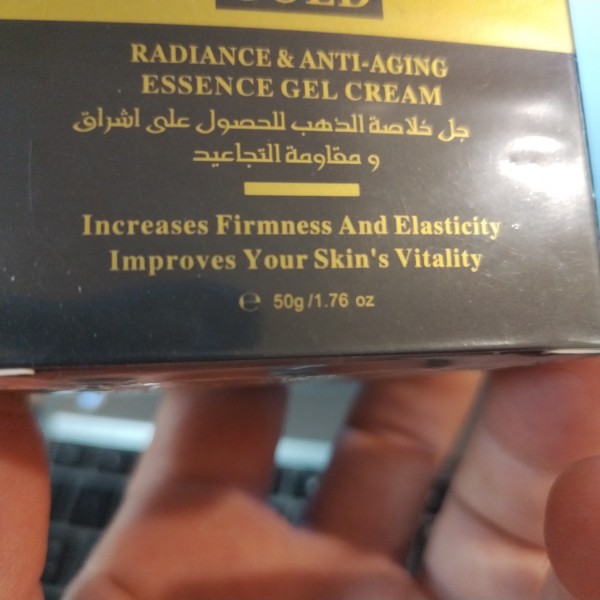 GOLD
RADIANCE & ANTI-AGING
ESSENCE GEL CREAM
جل خلاصة الذهب للحصول على اشراق
و مقاومة التجاعيد
Increases Firmness And Elasticity
Improves Your Skin's Vitality
℮ 50g/1.76 oz